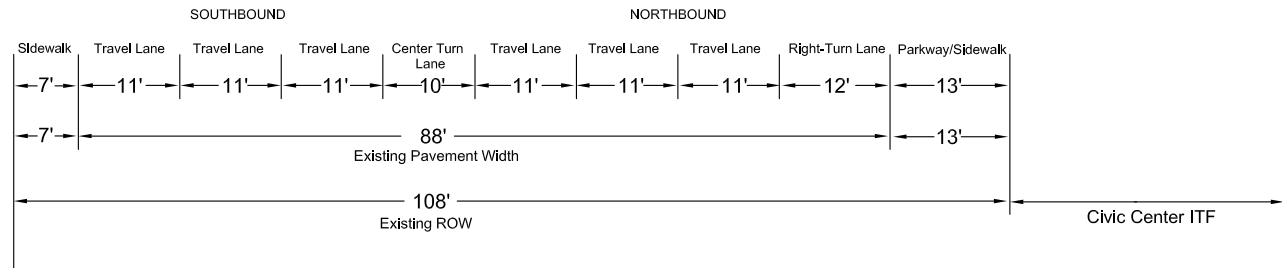 SOUTHBOUND NORTHBOUND
SIdewalk Travel Lane Travel Lane Travel Lane Center Turn Lane Travel Lane Travel Lane Travel Lane Right-Turn Lane Parkway/Sidewalk
7' 11' 11' 11' 10' 11' 11' 11' 12' 13'
7' 88' 13'
Existing Pavement Width
108'
Existing ROW
Civic Center ITF